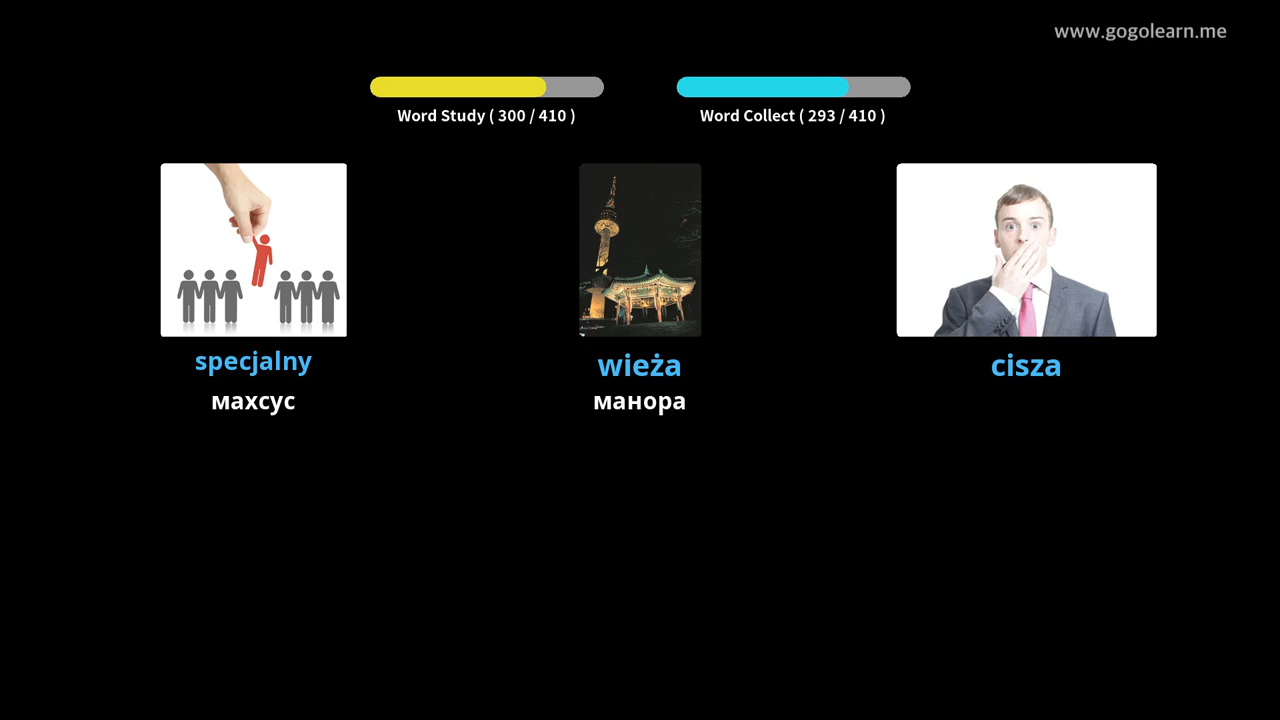 www.gogolearn.me
Word Study ( 300 / 410 )
Word Collect ( 293 / 410 )
specjalny
махсус
wieża
манора
cisza